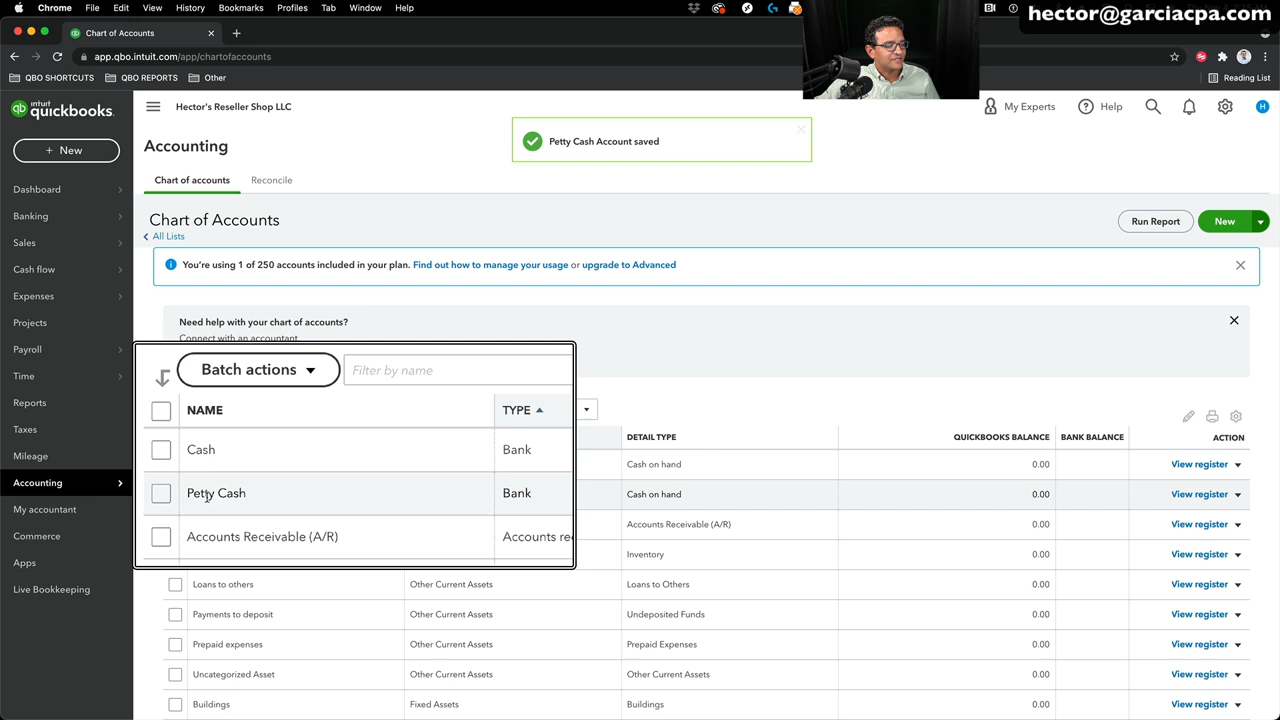 Chrome File Edit View History Bookmarks Profiles Tab Window Help
hector@garciacpa.com
Chart of Accounts
app.qbo.intuit.com/app/chartofaccounts
QBO SHORTCUTS QBO REPORTS Other
Reading List
intuit quickbooks.
Hector's Reseller Shop LLC
My Experts Help H
+ New
Accounting
Petty Cash Account saved
Chart of accounts Reconcile
Chart of Accounts
All Lists
Run Report New
You're using 1 of 250 accounts included in your plan. Find out how to manage your usage or upgrade to Advanced
Need help with your chart of accounts?
Connect with an accountant.
Dashboard
Banking
Sales
Cash flow
Expenses
Projects
Payroll
Time
Reports
Taxes
Mileage
Accounting
My accountant
Commerce
Apps
Live Bookkeeping
Batch actions Filter by name
NAME TYPE
Cash Bank
Petty Cash Bank
Accounts Receivable (A/R) Accounts re
DETAIL TYPE QUICKBOOKS BALANCE BANK BALANCE ACTION
Cash on hand 0.00 View register
Cash on hand 0.00 View register
Accounts Receivable (A/R) 0.00 View register
Inventory 0.00 View register
Loans to others Other Current Assets Loans to Others 0.00 View register
Payments to deposit Other Current Assets Undeposited Funds 0.00 View register
Prepaid expenses Other Current Assets Prepaid Expenses 0.00 View register
Uncategorized Asset Other Current Assets Other Current Assets 0.00 View register
Buildings Fixed Assets Buildings 0.00 View register